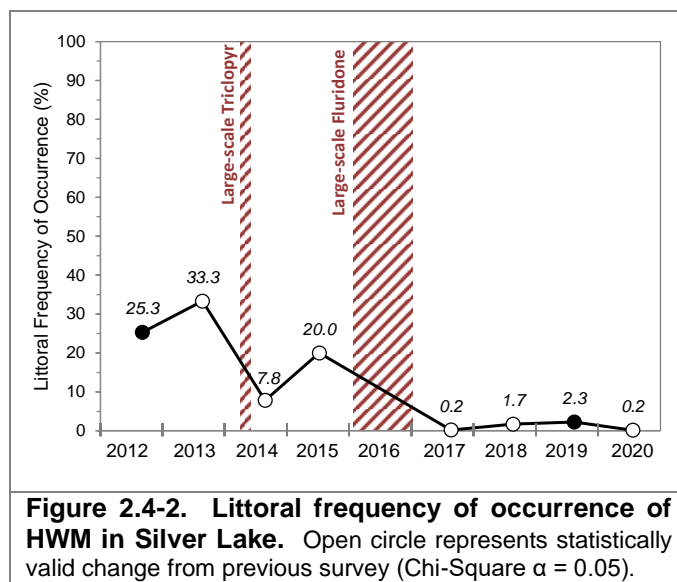 100
90
80
70
60
50
40
30
20
10
0
Littoral Frequency of Occurrence (%)
Large-scale Triclopyr
Large-scale Fluridone
25.3
33.3
7.8
20.0
0.2
1.7
2.3
0.2
2012 2013 2014 2015 2016 2017 2018 2019 2020
Figure 2.4-2. Littoral frequency of occurrence of
HWM in Silver Lake. Open circle represents statistically
valid change from previous survey (Chi-Square α = 0.05).